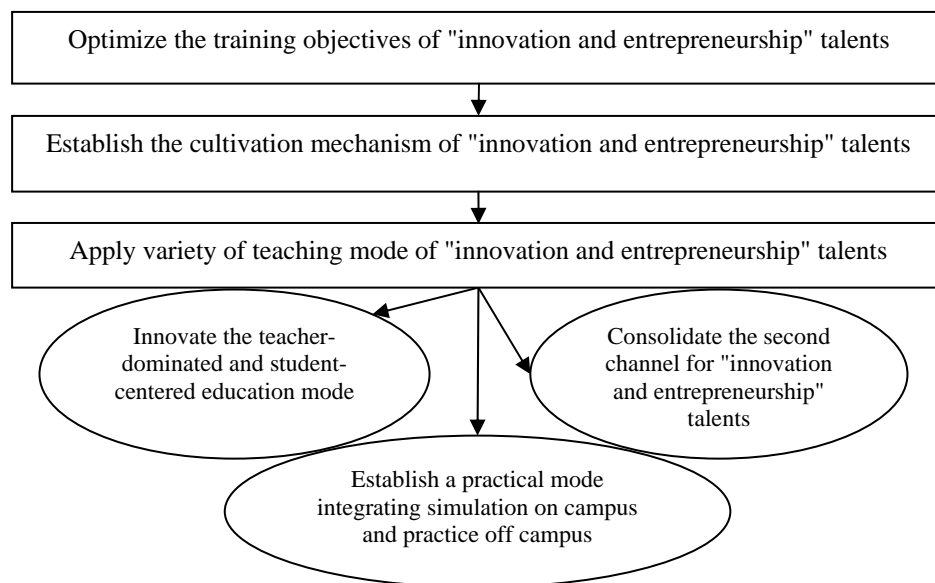 Optimize the training objectives of "innovation and entrepreneurship" talents
Establish the cultivation mechanism of "innovation and entrepreneurship" talents
Apply variety of teaching mode of "innovation and entrepreneurship" talents
Innovate the teacher-
dominated and student-
centered education mode
Consolidate the second
channel for "innovation
and entrepreneurship"
talents
Establish a practical mode
integrating simulation on campus
and practice off campus